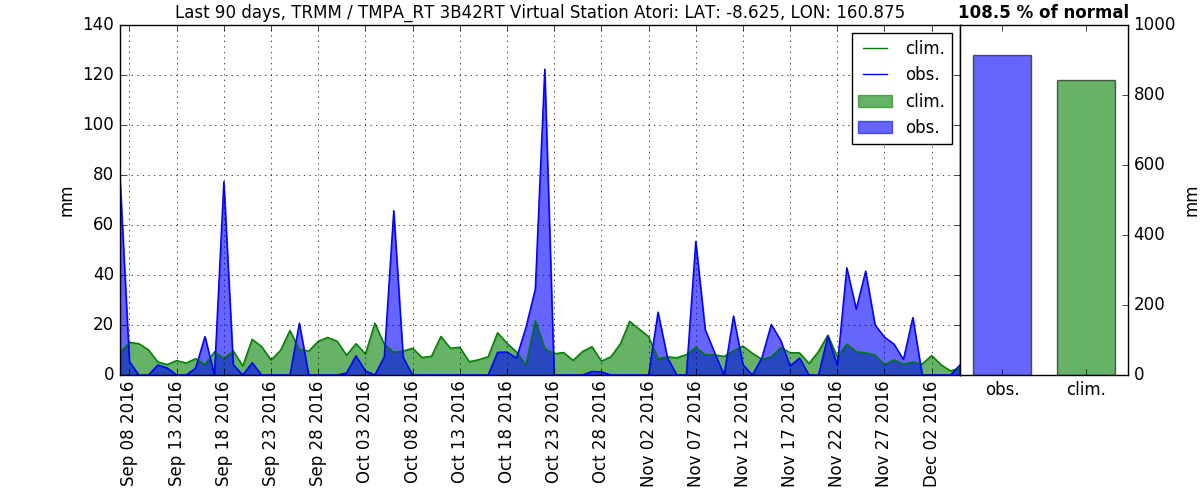 Last 90 days, TRMM / TMPA_RT 3B42RT Virtual Station Atori: LAT: -8.625, LON: 160.875
108.5 % of normal
140
120
100
80
60
40
20
0
mm
clim.
obs.
clim.
obs.
1000
800
600
400
200
0
mm
Sep 08 2016
Sep 13 2016
Sep 18 2016
Sep 23 2016
Sep 28 2016
Oct 03 2016
Oct 08 2016
Oct 13 2016
Oct 18 2016
Oct 23 2016
Oct 28 2016
Nov 02 2016
Nov 07 2016
Nov 12 2016
Nov 17 2016
Nov 22 2016
Nov 27 2016
Dec 02 2016
obs.
clim.